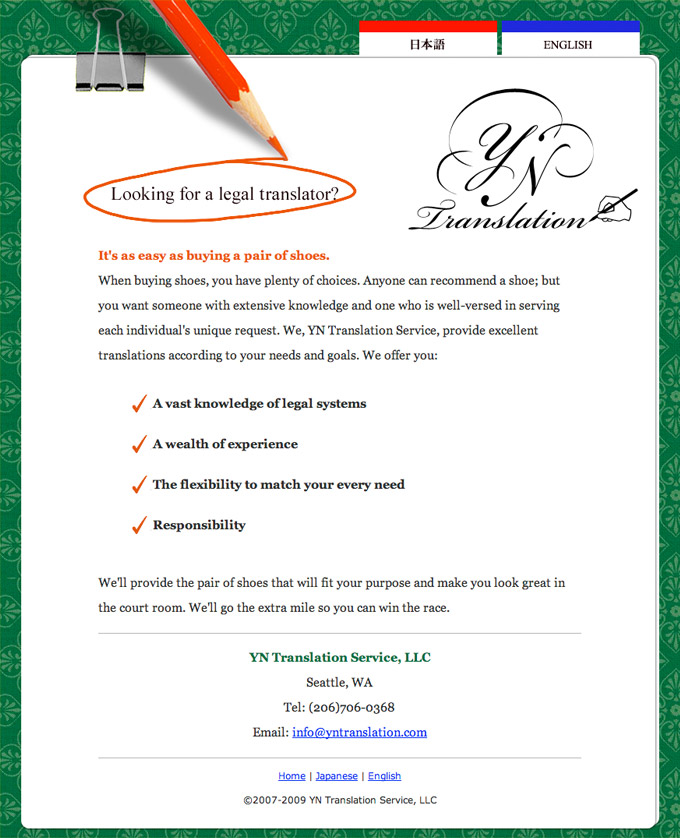 日本語
ENGLISH
YN
Translation
Looking for a legal translator?
It's as easy as buying a pair of shoes.
When buying shoes, you have plenty of choices. Anyone can recommend a shoe; but
you want someone with extensive knowledge and one who is well-versed in serving
each individual's unique request. We, YN Translation Service, provide excellent
translations according to your needs and goals. We offer you:
A vast knowledge of legal systems
A wealth of experience
The flexibility to match your every need
Responsibility
We'll provide the pair of shoes that will fit your purpose and make you look great in
the court room. We'll go the extra mile so you can win the race.
YN Translation Service, LLC
Seattle, WA
Tel: (206)706-0368
Email: info@yntranslation.com
Home | Japanese | English
©2007-2009 YN Translation Service, LLC